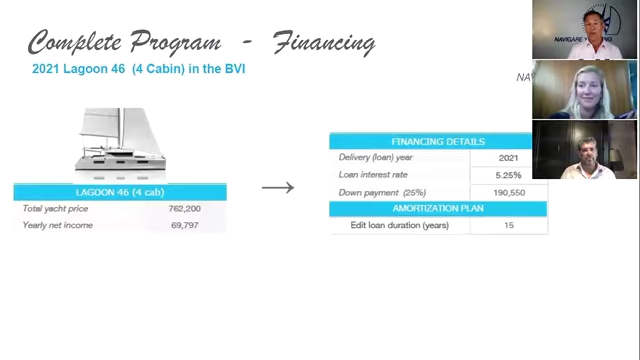 Complete Program - Financing
2021 Lagoon 46 (4 Cabin) in the BVI
NAVIGARE YACHTING
NAV
LAGOON 46 (4 cab)
Total yacht price 762,200
Yearly net income 69,797
FINANCING DETAILS
Delivery (loan) year 2021
Loan interest rate 5.25%
Down payment (25%) 190,550
AMORTIZATION PLAN
Edit loan duration (years) 15